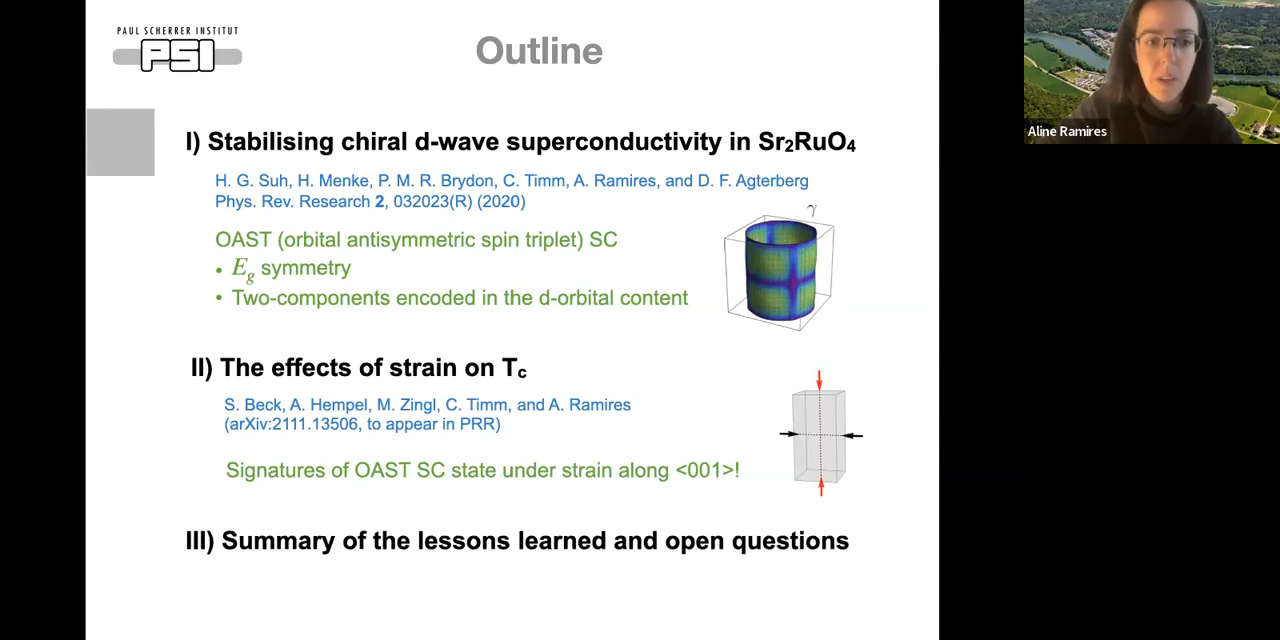 PAUL SCHERRER INSTITUT
PSI
Outline
Aline Ramires
I) Stabilising chiral d-wave superconductivity in Sr₂RuO₄
H. G. Suh, H. Menke, P. M. R. Brydon, C. Timm, A. Ramires, and D. F. Agterberg
Phys. Rev. Research 2, 032023(R) (2020)
γ
OAST (orbital antisymmetric spin triplet) SC
• E_g symmetry
• Two-components encoded in the d-orbital content
II) The effects of strain on T_c
S. Beck, A. Hempel, M. Zingl, C. Timm, and A. Ramires
(arXiv:2111.13506, to appear in PRR)
Signatures of OAST SC state under strain along <001>!
III) Summary of the lessons learned and open questions